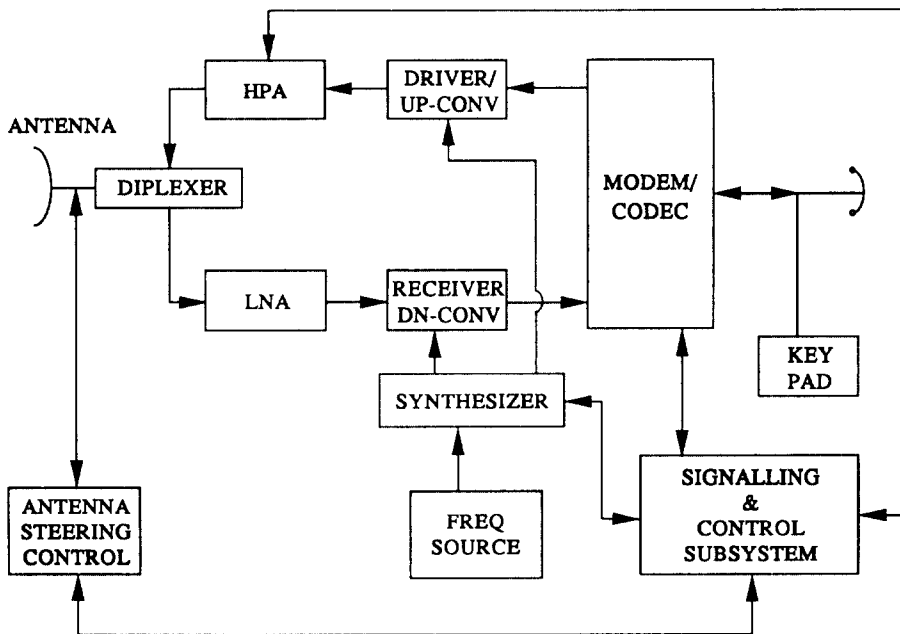 HPA
DRIVER/
UP-CONV
MODEM/
CODEC
ANTENNA
DIPLEXER
LNA
RECEIVER
DN-CONV
KEY
PAD
SYNTHESIZER
ANTENNA
STEERING
CONTROL
FREQ
SOURCE
SIGNALLING
&
CONTROL
SUBSYSTEM